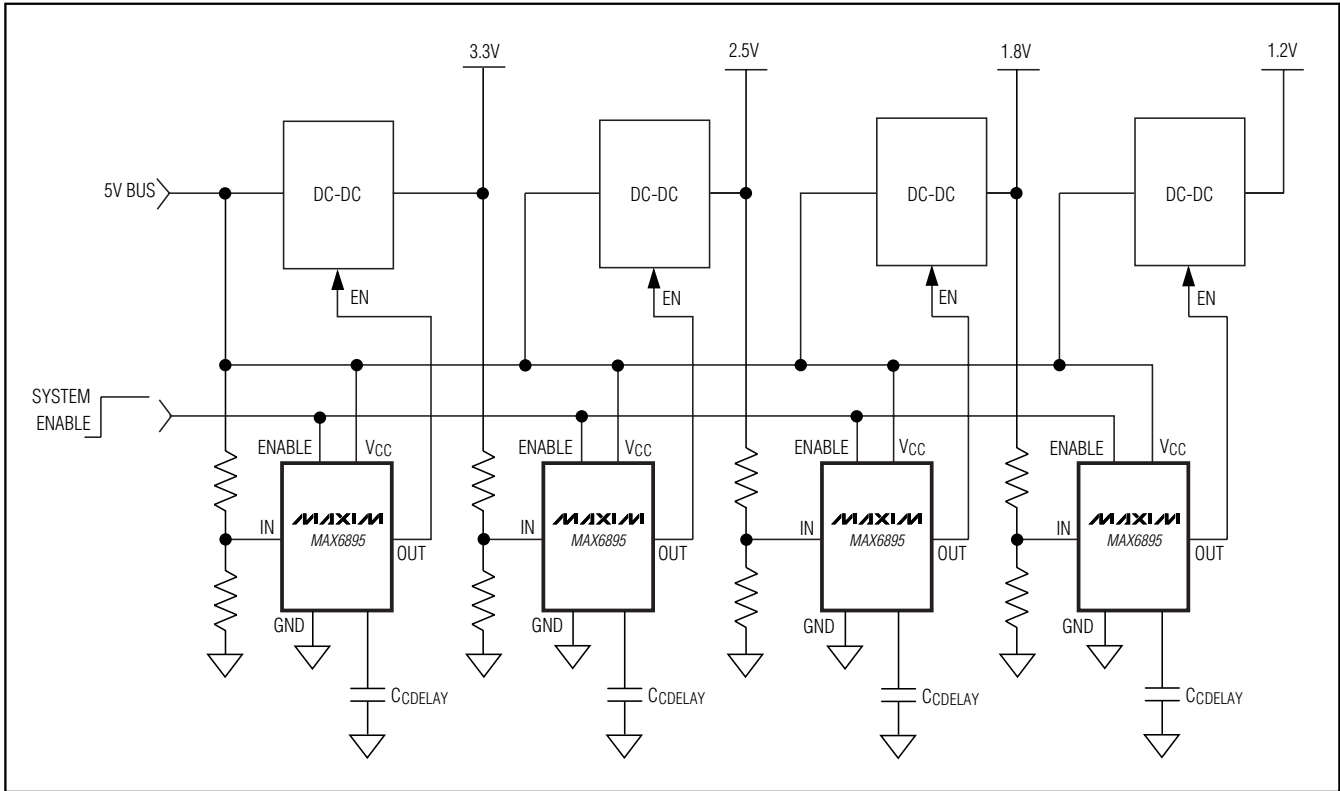 3.3V
2.5V
1.8V
1.2V
5V BUS
DC-DC
DC-DC
DC-DC
DC-DC
EN
EN
EN
EN
SYSTEM
ENABLE
ENABLE
VCC
ENABLE
VCC
ENABLE
VCC
ENABLE
VCC
IN
MAXIM
MAX6895
OUT
IN
MAXIM
MAX6895
OUT
IN
MAXIM
MAX6895
OUT
IN
MAXIM
MAX6895
OUT
GND
GND
GND
GND
CCDELAY
CCDELAY
CCDELAY
CCDELAY